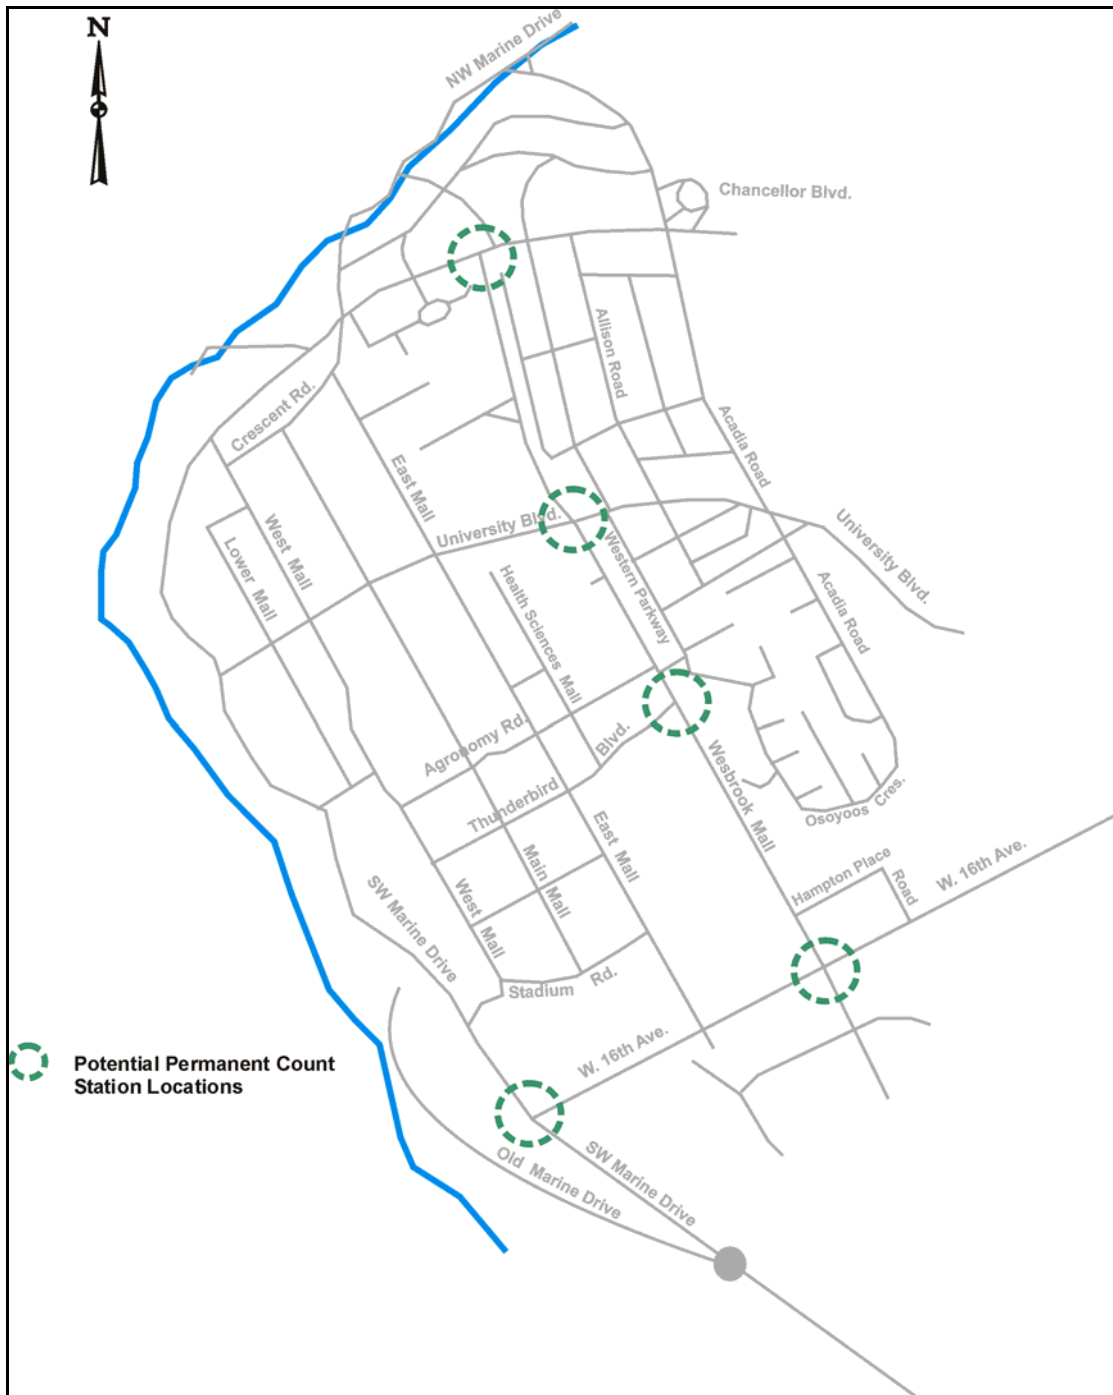 N
NW Marine Drive
Chancellor Blvd.
Allison Road
Crescent Rd.
Acadia Road
East Mall
University Blvd.
University Blvd.
West Mall
Lower Mall
Western Parkway
Health Sciences Mall
Acadia Road
Agronomy Rd.
Thunderbird Blvd.
Wesbrook Mall
Osoyoos Cres.
East Mall
Main Mall
Hampton Place
Road
W. 16th Ave.
West Mall
SW Marine Drive
Stadium Rd.
W. 16th Ave.
Potential Permanent Count
Station Locations
Old Marine Drive
SW Marine Drive